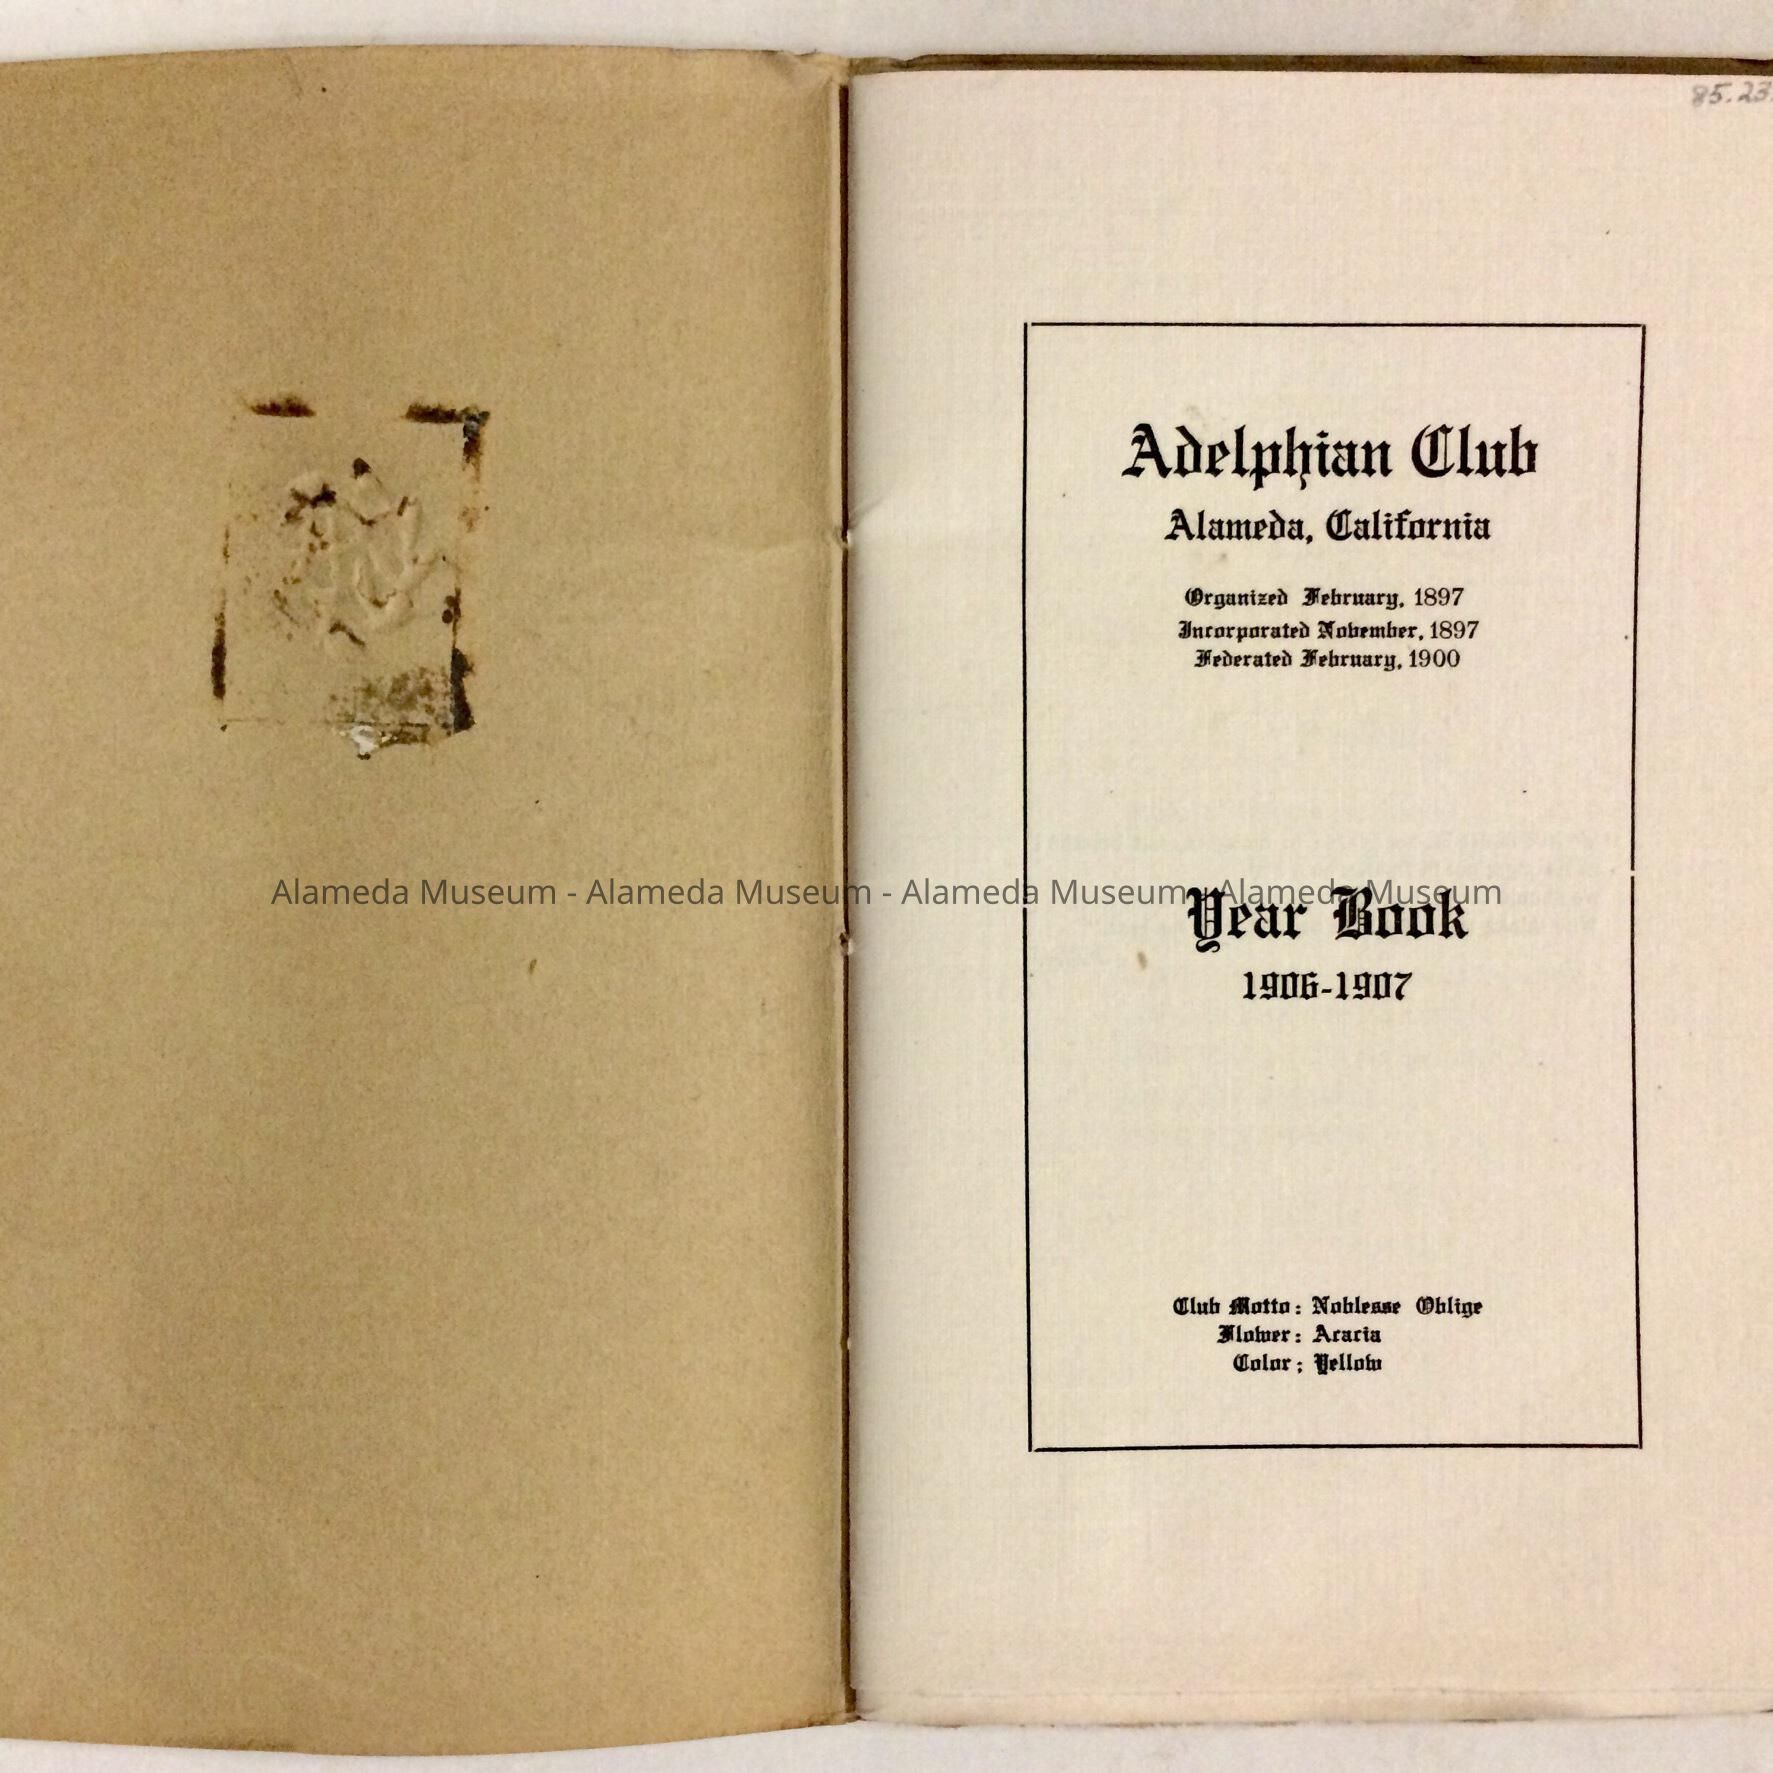 85.23
Adelphian Club
Alameda, California
Organized February, 1897
Incorporated November, 1897
Federated February, 1900
Alameda Museum - Alameda Museum - Alameda Museum - Alameda Museum
Year Book
1906-1907
Club Motto: Noblesse Oblige
Flower: Acacia
Color; Yellow